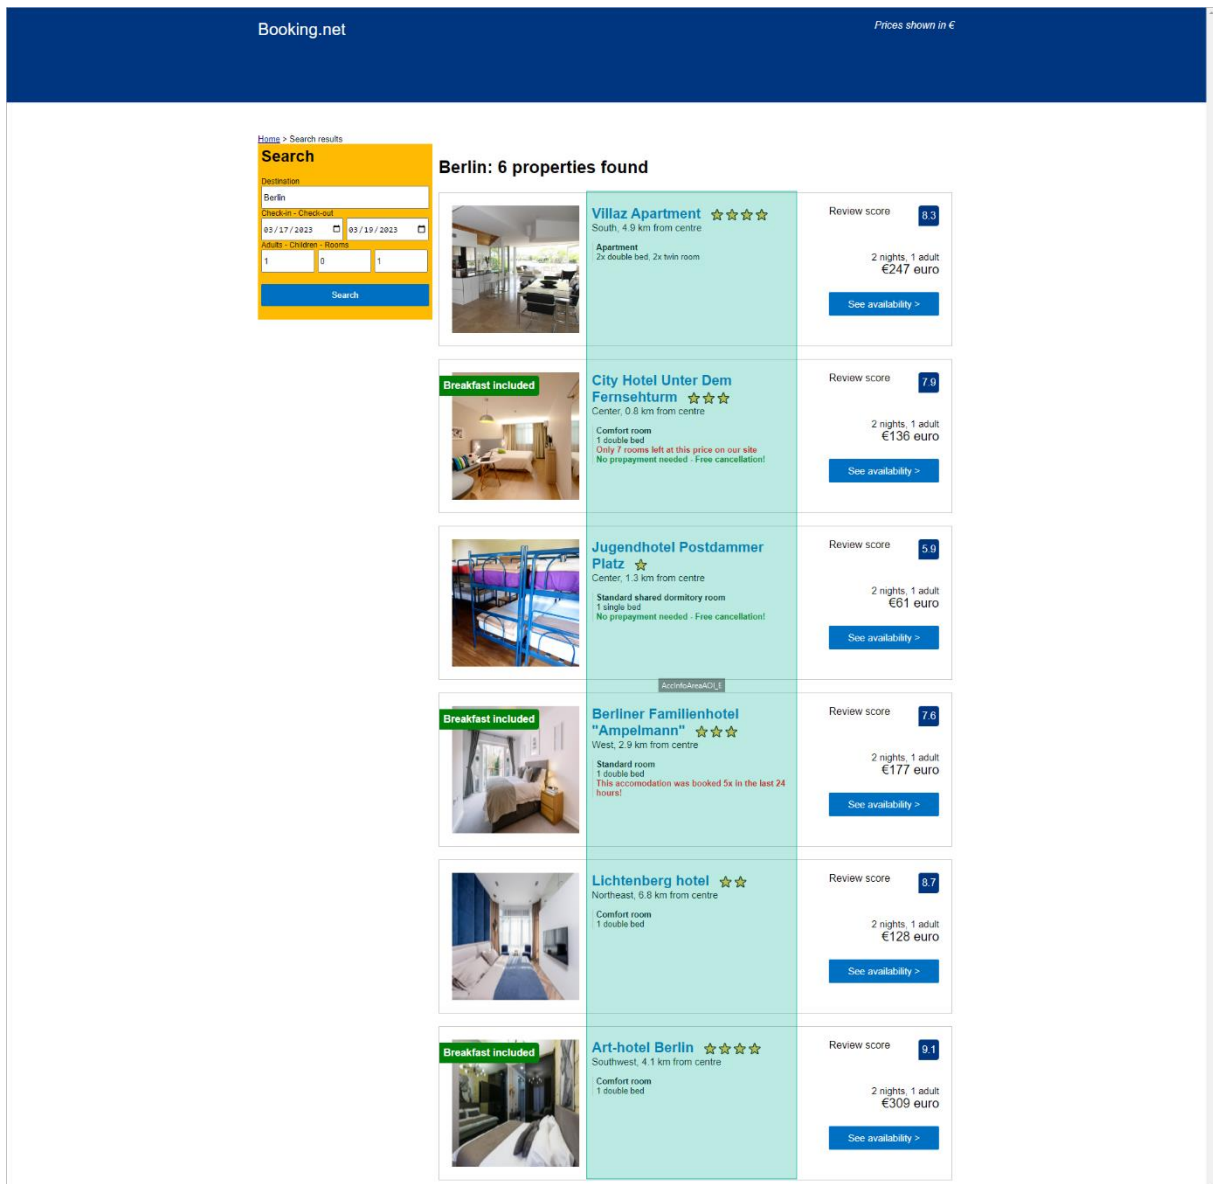 Booking.net
Prices shown in €
Home > Search results
Search
Destination
Berlin
Check-in - Check-out
03/17/2023 03/19/2023
Adults - Children - Rooms
1 0 1
Search
Berlin: 6 properties found
Villaz Apartment
South, 4.9 km from centre
Apartment
2x double bed, 2x twin room
Review score 8.3
2 nights, 1 adult
€247 euro
See availability >
Breakfast included
City Hotel Unter Dem
Fernsehturm
Center, 0.8 km from centre
Comfort room
1 double bed
Only 7 rooms left at this price on our site
No prepayment needed - Free cancellation!
Review score 7.9
2 nights, 1 adult
€136 euro
See availability >
Jugendhotel Postdammer
Platz
Center, 1.3 km from centre
Standard shared dormitory room
1 single bed
No prepayment needed - Free cancellation!
Review score 5.9
2 nights, 1 adult
€61 euro
See availability >
AccInfoAreaAOI_E
Breakfast included
Berliner Familienhotel
"Ampelmann"
West, 2.9 km from centre
Standard room
1 double bed
This accomodation was booked 5x in the last 24
hours!
Review score 7.6
2 nights, 1 adult
€177 euro
See availability >
Lichtenberg hotel
Northeast, 6.8 km from centre
Comfort room
1 double bed
Review score 8.7
2 nights, 1 adult
€128 euro
See availability >
Breakfast included
Art-hotel Berlin
Southwest, 4.1 km from centre
Comfort room
1 double bed
Review score 9.1
2 nights, 1 adult
€309 euro
See availability >